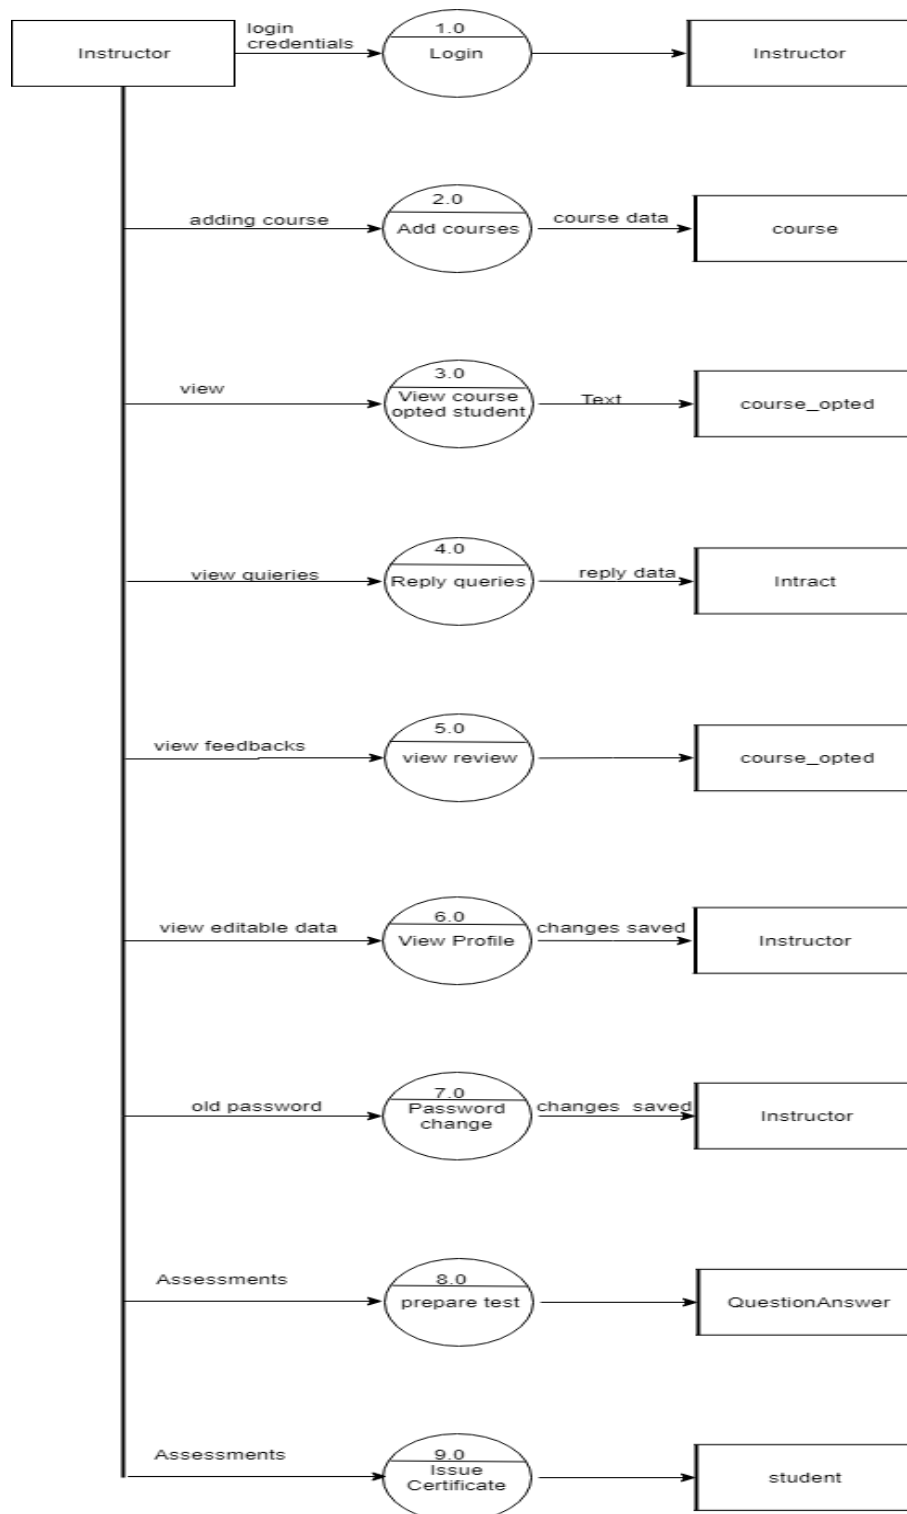 Instructor
login
credentials
1.0
Login
Instructor
adding course
2.0
Add courses
course data
course
view
3.0
View course
opted student
Text
course_opted
view quieries
4.0
Reply queries
reply data
Intract
view feedbacks
5.0
view review
course_opted
view editable data
6.0
View Profile
changes saved
Instructor
old password
7.0
Password
change
changes saved
Instructor
Assessments
8.0
prepare test
QuestionAnswer
Assessments
9.0
Issue
Certificate
student